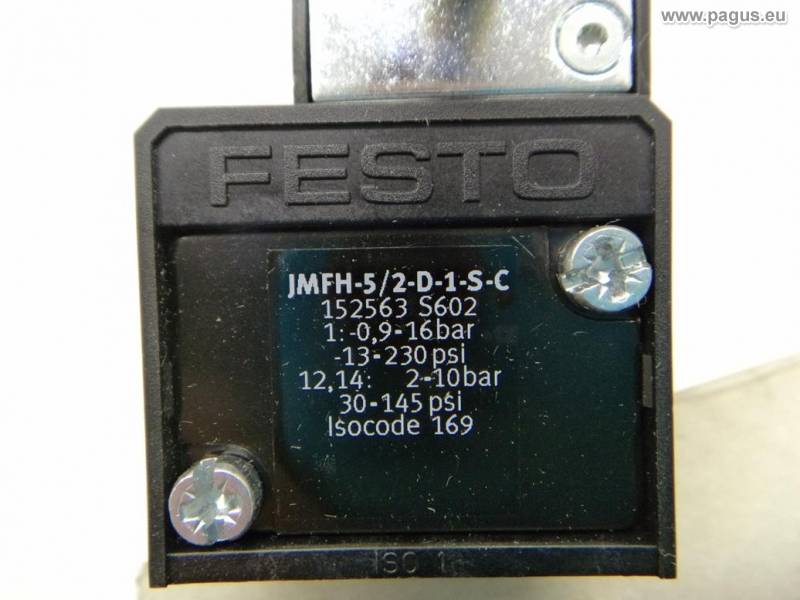 www.pagus.eu
FESTO
JMFH-5/2-D-1-S-C
152563 S602
1: -0,9-16bar
-13-230psi
12,14: 2-10bar
30-145psi
Isocode 169
ISO 1